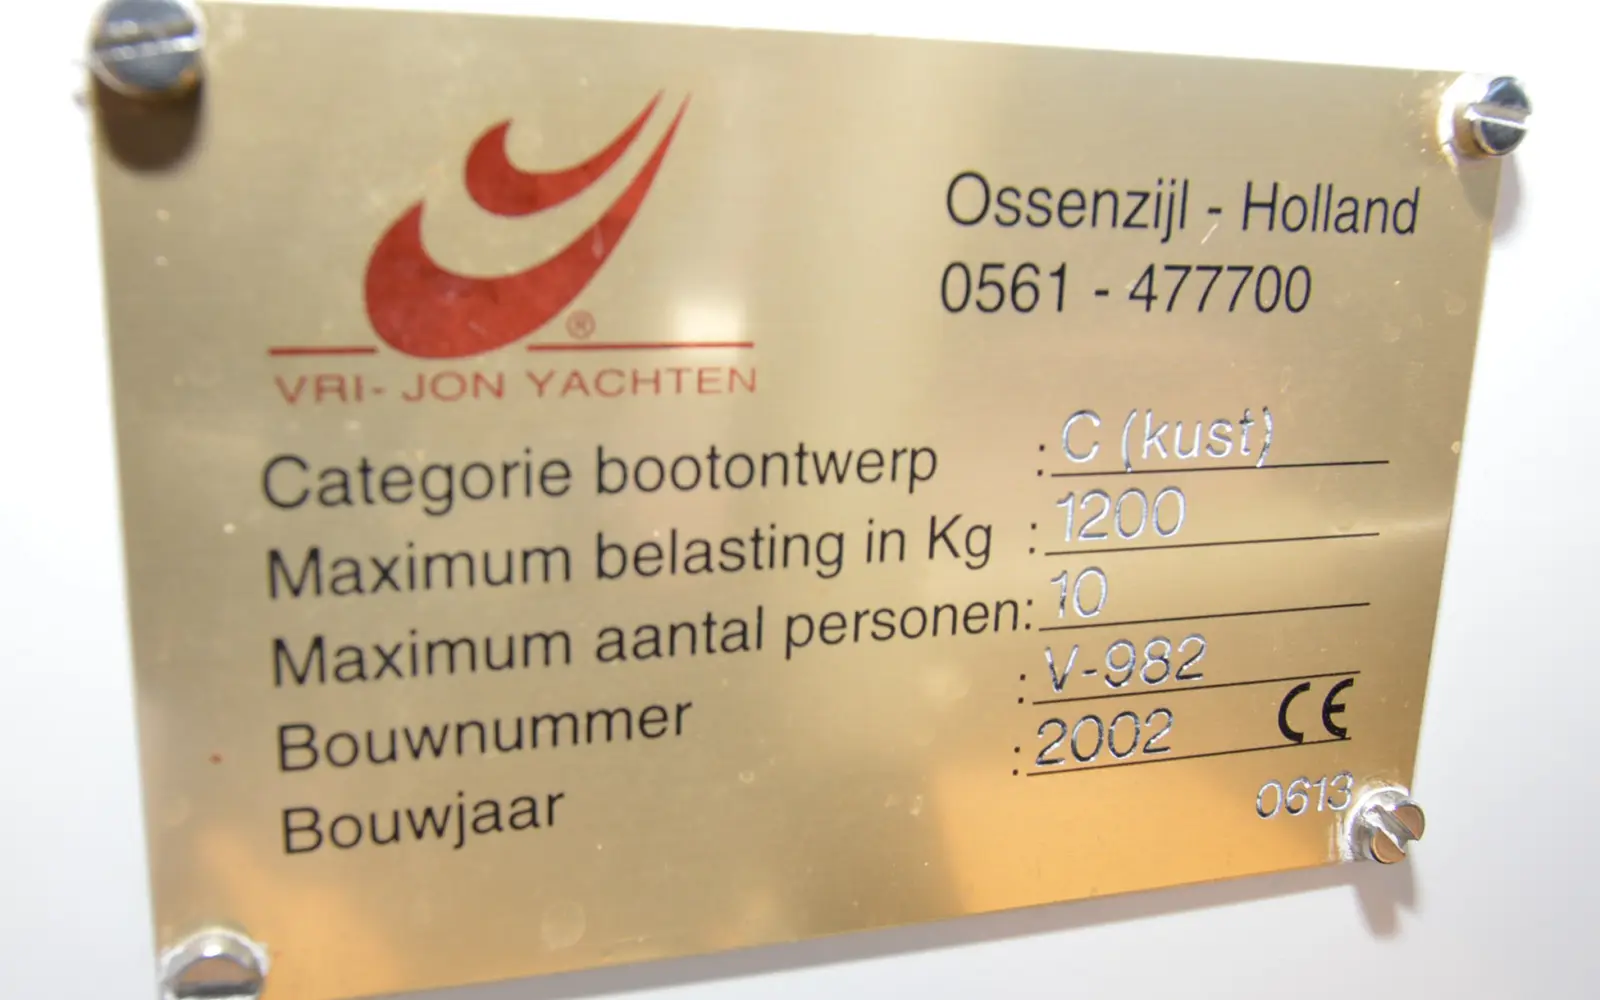 ®
VRI-JON YACHTEN
Ossenzijl - Holland
0561 - 477700
Categorie bootontwerp : C (kust)
Maximum belasting in Kg : 1200
Maximum aantal personen: 10
Bouwnummer : V-982
Bouwjaar : 2002 CE
0613